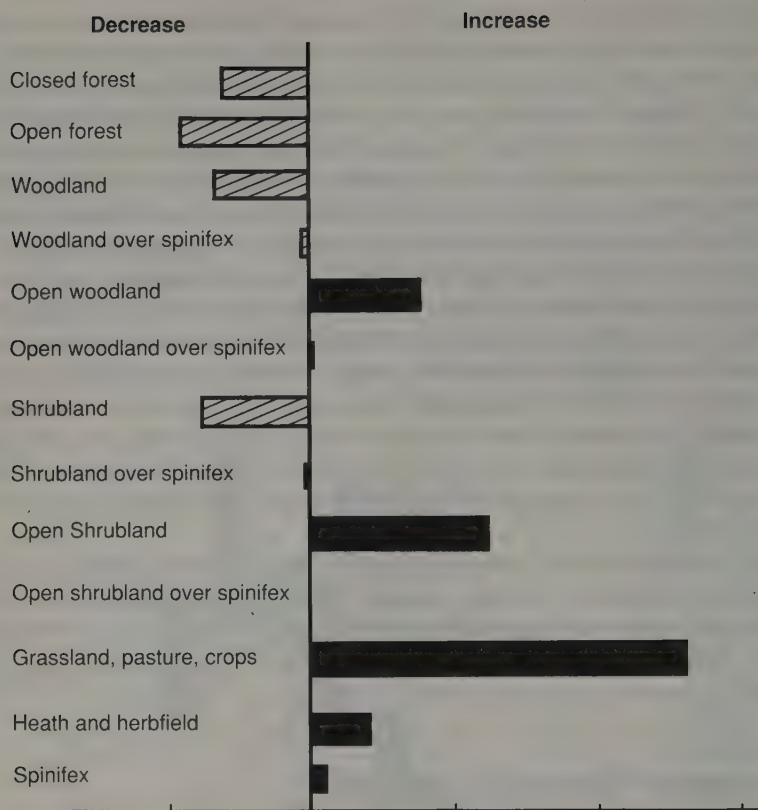 Decrease
Increase
Closed forest
Open forest
Woodland
Woodland over spinifex
Open woodland
Open woodland over spinifex
Shrubland
Shrubland over spinifex
Open Shrubland
Open shrubland over spinifex
Grassland, pasture, crops
Heath and herbfield
Spinifex